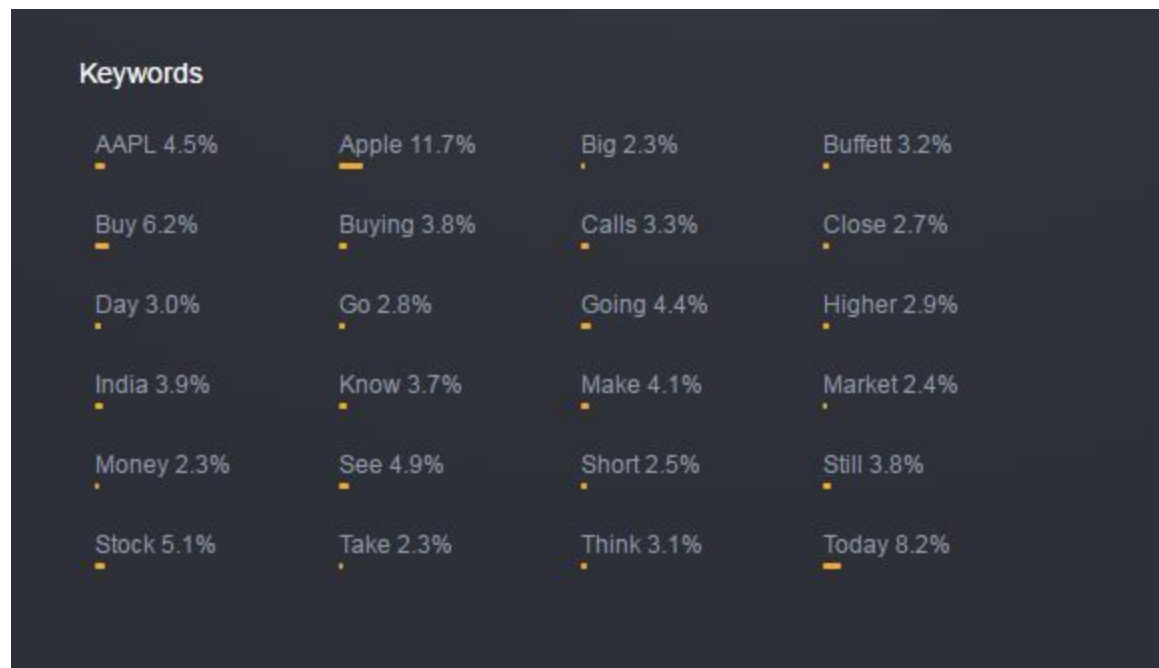 Keywords
AAPL 4.5% Apple 11.7% Big 2.3% Buffett 3.2%
Buy 6.2% Buying 3.8% Calls 3.3% Close 2.7%
Day 3.0% Go 2.8% Going 4.4% Higher 2.9%
India 3.9% Know 3.7% Make 4.1% Market 2.4%
Money 2.3% See 4.9% Short 2.5% Still 3.8%
Stock 5.1% Take 2.3% Think 3.1% Today 8.2%